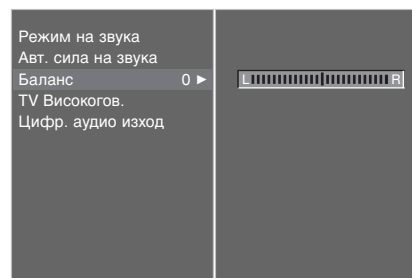 Режим на звука
Авт. сила на звука
Баланс 0 ►
L R
TV Високогов.
Цифр. аудио изход